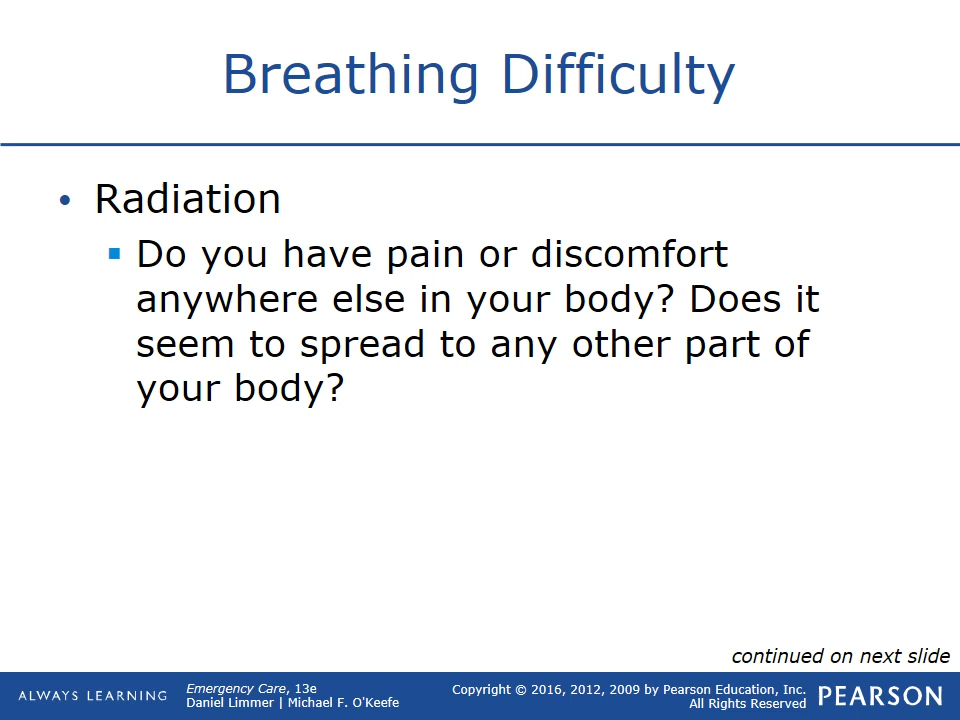 Breathing Difficulty
• Radiation
▪ Do you have pain or discomfort
anywhere else in your body? Does it
seem to spread to any other part of
your body?
continued on next slide
ALWAYS LEARNING
Emergency Care, 13e
Daniel Limmer | Michael F. O'Keefe
Copyright © 2016, 2012, 2009 by Pearson Education, Inc.
All Rights Reserved
PEARSON